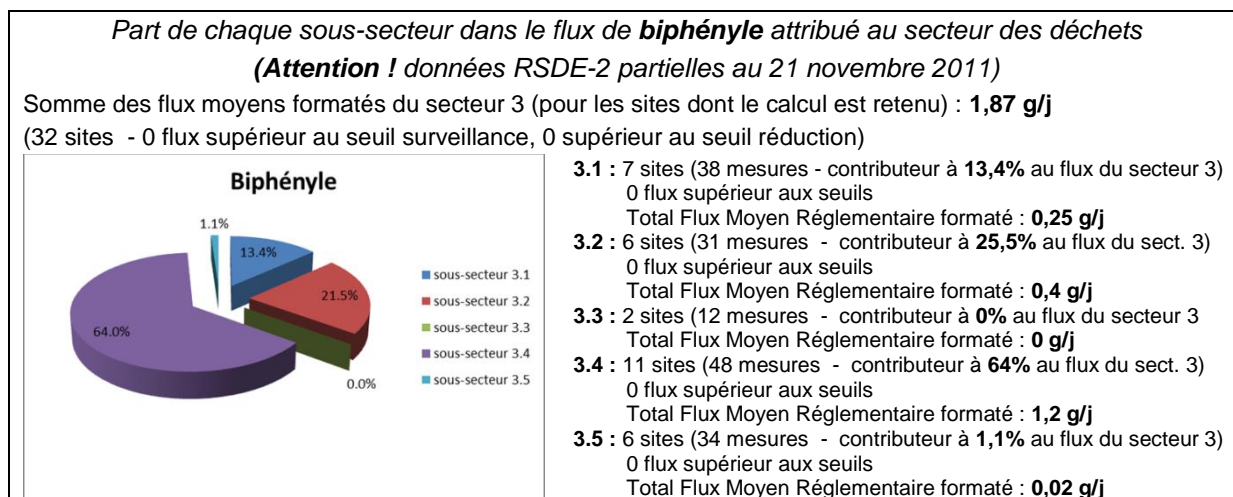 Part de chaque sous-secteur dans le flux de biphényle attribué au secteur des déchets
(Attention ! données RSDE-2 partielles au 21 novembre 2011)
Somme des flux moyens formatés du secteur 3 (pour les sites dont le calcul est retenu) : 1,87 g/j
(32 sites - 0 flux supérieur au seuil surveillance, 0 supérieur au seuil réduction)
Biphényle
1.1%
13.4%
21.5%
64.0%
0.0%
sous-secteur 3.1
sous-secteur 3.2
sous-secteur 3.3
sous-secteur 3.4
sous-secteur 3.5
3.1 : 7 sites (38 mesures - contributeur à 13,4% au flux du secteur 3)
0 flux supérieur aux seuils
Total Flux Moyen Réglementaire formaté : 0,25 g/j
3.2 : 6 sites (31 mesures - contributeur à 25,5% au flux du sect. 3)
0 flux supérieur aux seuils
Total Flux Moyen Réglementaire formaté : 0,4 g/j
3.3 : 2 sites (12 mesures - contributeur à 0% au flux du secteur 3
Total Flux Moyen Réglementaire formaté : 0 g/j
3.4 : 11 sites (48 mesures - contributeur à 64% au flux du sect. 3)
0 flux supérieur aux seuils
Total Flux Moyen Réglementaire formaté : 1,2 g/j
3.5 : 6 sites (34 mesures - contributeur à 1,1% au flux du secteur 3)
0 flux supérieur aux seuils
Total Flux Moyen Réglementaire formaté : 0,02 g/j